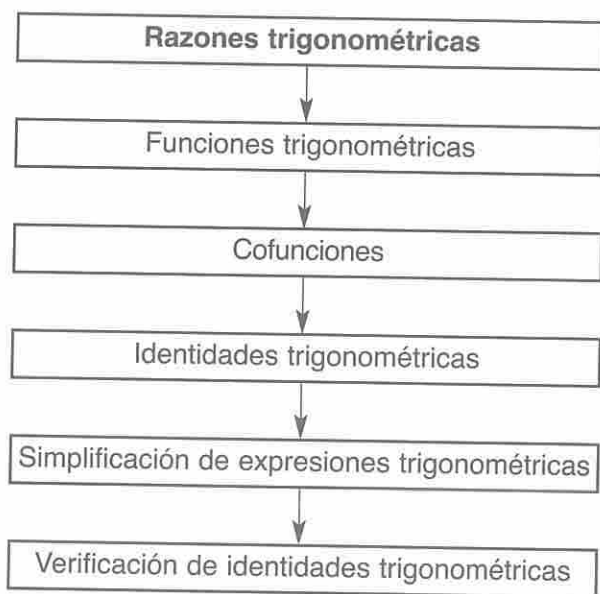 Razones trigonométricas
Funciones trigonométricas
Cofunciones
Identidades trigonométricas
Simplificación de expresiones trigonométricas
Verificación de identidades trigonométricas